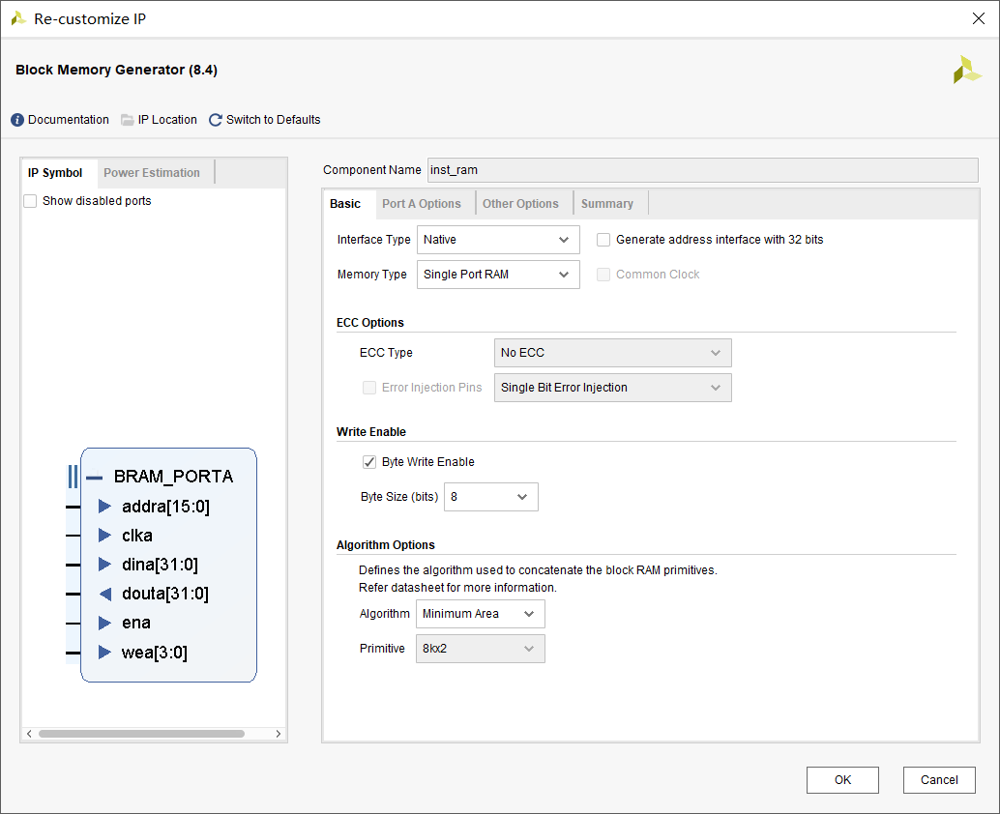 Re-customize IP
Block Memory Generator (8.4)
Documentation IP Location Switch to Defaults
IP Symbol Power Estimation
Show disabled ports
BRAM_PORTA
addra[15:0]
clka
dina[31:0]
douta[31:0]
ena
wea[3:0]
Component Name inst_ram
Basic Port A Options Other Options Summary
Interface Type Native Generate address interface with 32 bits
Memory Type Single Port RAM Common Clock
ECC Options
ECC Type No ECC
Error Injection Pins Single Bit Error Injection
Write Enable
Byte Write Enable
Byte Size (bits) 8
Algorithm Options
Defines the algorithm used to concatenate the block RAM primitives.
Refer datasheet for more information.
Algorithm Minimum Area
Primitive 8kx2
OK Cancel